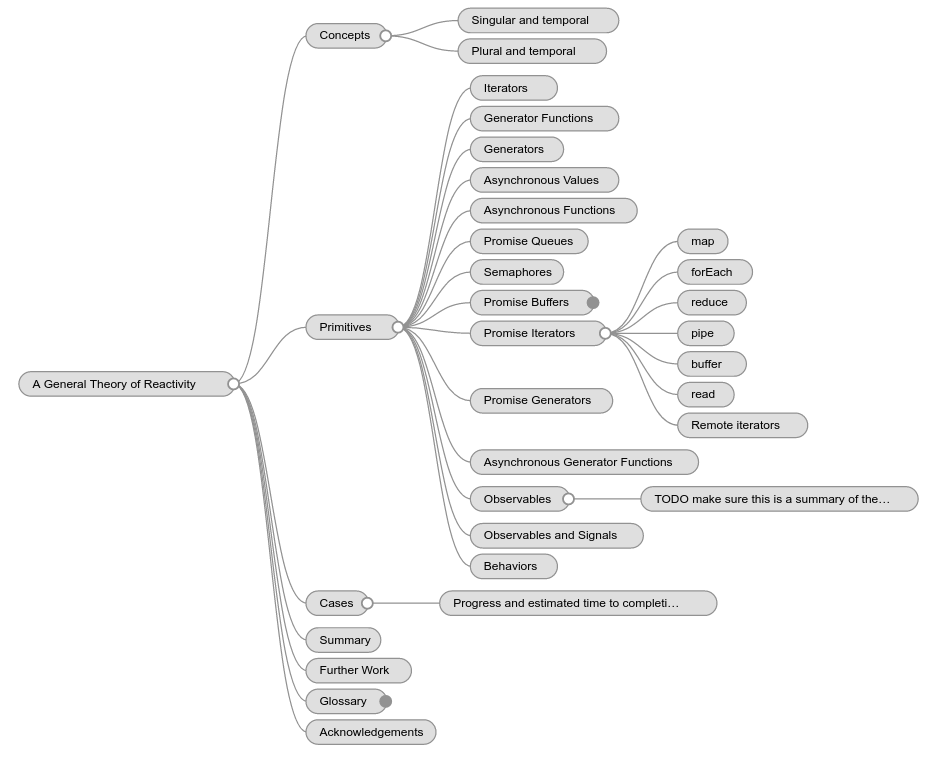 A General Theory of Reactivity
Concepts
Singular and temporal
Plural and temporal
Primitives
Iterators
Generator Functions
Generators
Asynchronous Values
Asynchronous Functions
Promise Queues
Semaphores
Promise Buffers
Promise Iterators
map
forEach
reduce
pipe
buffer
read
Remote iterators
Promise Generators
Asynchronous Generator Functions
Observables
TODO make sure this is a summary of the…
Observables and Signals
Behaviors
Cases
Progress and estimated time to completi…
Summary
Further Work
Glossary
Acknowledgements